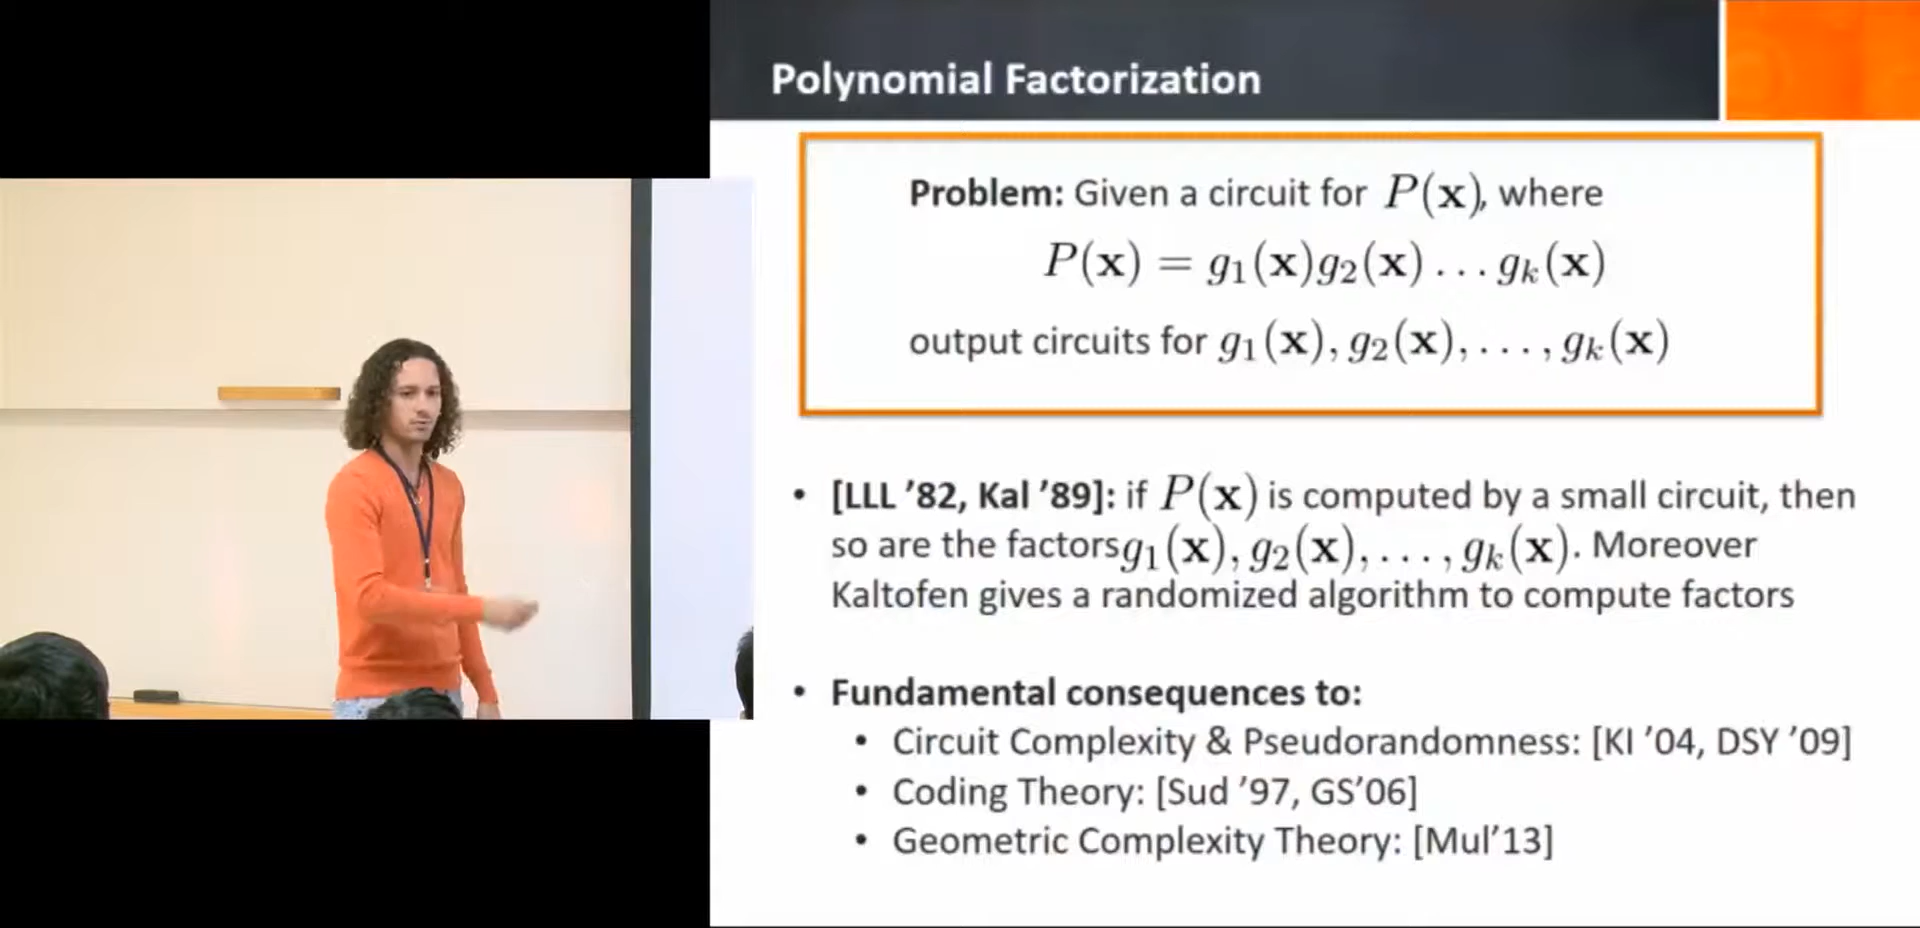 Polynomial Factorization
Problem: Given a circuit for P(x), where
P(x) = g₁(x)g₂(x) . . . gₖ(x)
output circuits for g₁(x), g₂(x), . . . , gₖ(x)
• [LLL ’82, Kal ’89]: if P(x) is computed by a small circuit, then
so are the factors g₁(x), g₂(x), . . . , gₖ(x). Moreover
Kaltofen gives a randomized algorithm to compute factors
• Fundamental consequences to:
• Circuit Complexity & Pseudorandomness: [KI ’04, DSY ’09]
• Coding Theory: [Sud ’97, GS’06]
• Geometric Complexity Theory: [Mul’13]